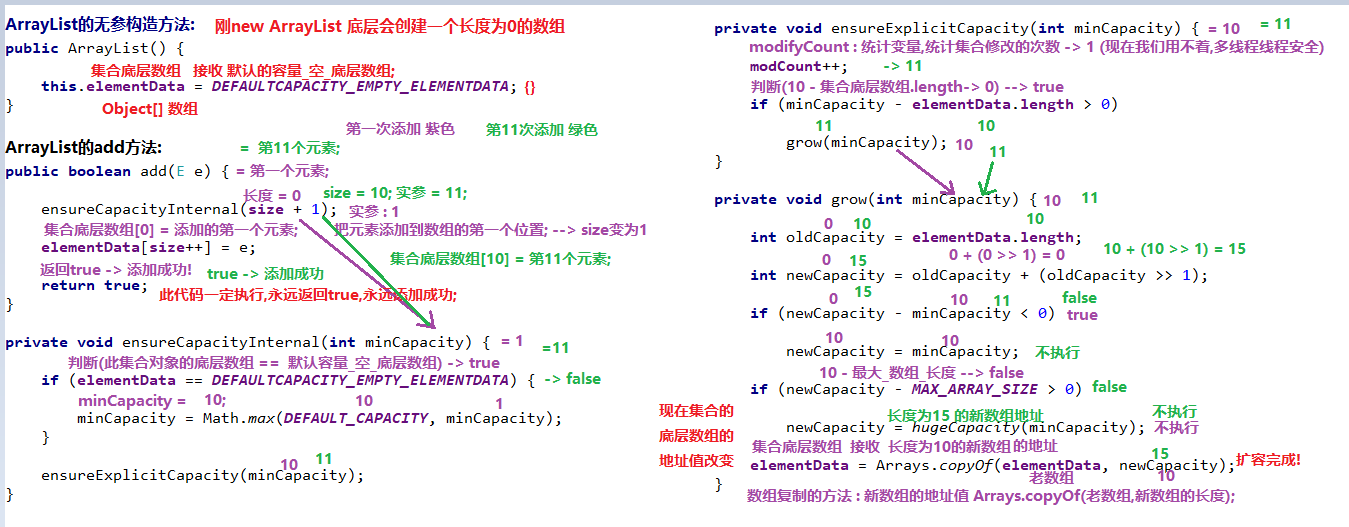 ArrayList的无参构造方法: 刚new ArrayList 底层会创建一个长度为0的数组
public ArrayList() {
集合底层数组 接收 默认的容量_空_底层数组;
this.elementData = DEFAULTCAPACITY_EMPTY_ELEMENTDATA; {}
} Object[] 数组
第一次添加 紫色 第11次添加 绿色
ArrayList的add方法: = 第11个元素;
public boolean add(E e) { = 第一个元素;
长度 = 0 size = 10; 实参 = 11;
ensureCapacityInternal(size + 1); 实参 : 1
集合底层数组[0] = 添加的第一个元素; 把元素添加到数组的第一个位置; --> size变为1
elementData[size++] = e;
集合底层数组[10] = 第11个元素;
返回true -> 添加成功! true -> 添加成功
return true; 此代码一定执行,永远返回true,永远添加成功;
}
private void ensureCapacityInternal(int minCapacity) { = 1 =11
判断(此集合对象的底层数组 == 默认容量_空_底层数组) -> true
if (elementData == DEFAULTCAPACITY_EMPTY_ELEMENTDATA) { -> false
minCapacity = 10; 10 1
minCapacity = Math.max(DEFAULT_CAPACITY, minCapacity);
}
10 11
ensureExplicitCapacity(minCapacity);
}
private void ensureExplicitCapacity(int minCapacity) { = 10 = 11
modifyCount : 统计变量,统计集合修改的次数 -> 1 (现在我们用不着,多线程线程安全)
modCount++; -> 11
判断(10 - 集合底层数组.length-> 0) --> true
if (minCapacity - elementData.length > 0)
11 10
grow(minCapacity); 10 11
}
private void grow(int minCapacity) { 10 11
0 10 10
int oldCapacity = elementData.length;
0 15 0 + (0 >> 1) = 0 10 + (10 >> 1) = 15
int newCapacity = oldCapacity + (oldCapacity >> 1);
0 15 10 11 false
if (newCapacity - minCapacity < 0) true
10 10
newCapacity = minCapacity; 不执行
10 - 最大_数组_长度 --> false
if (newCapacity - MAX_ARRAY_SIZE > 0) false
长度为15 的新数组地址 不执行
newCapacity = hugeCapacity(minCapacity); 不执行
现在集合的
底层数组的
地址值改变
集合底层数组 接收 长度为10的新数组 的地址 15
elementData = Arrays.copyOf(elementData, newCapacity); 扩容完成!
老数组 10
}
数组复制的方法 : 新数组的地址值 Arrays.copyOf(老数组,新数组的长度);